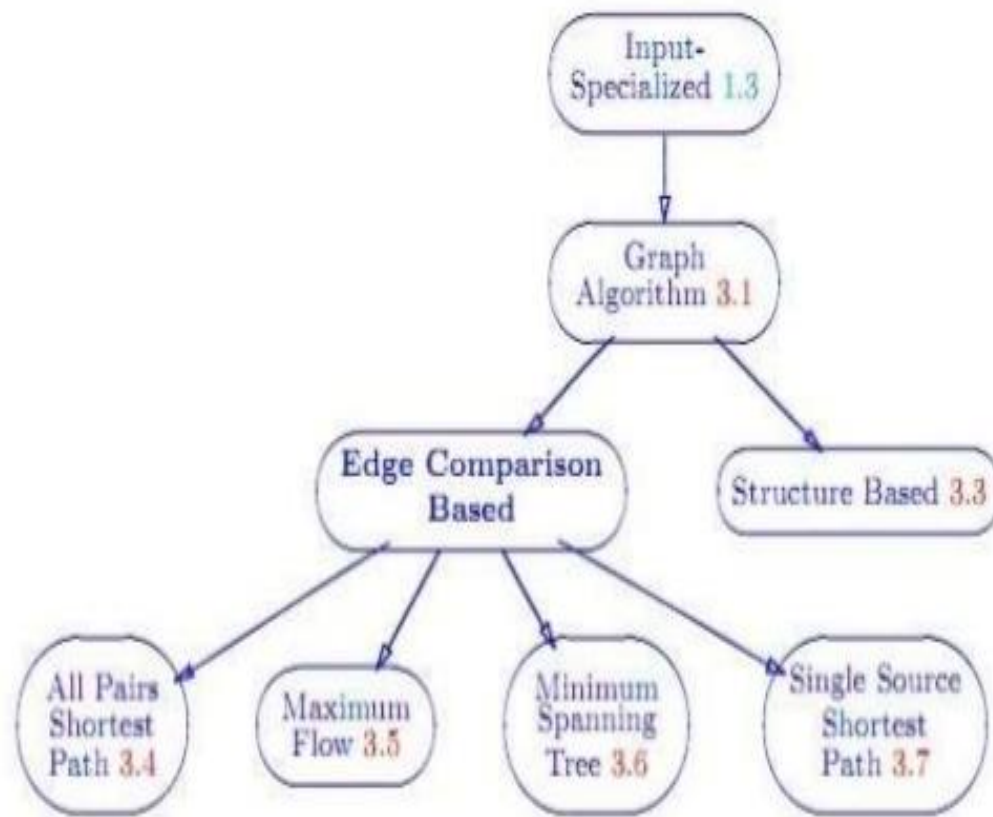 Input-
Specialized 1.3
Graph
Algorithm 3.1
Edge Comparison
Based
Structure Based 3.3
All Pairs
Shortest
Path 3.4
Maximum
Flow 3.5
Minimum
Spanning
Tree 3.6
Single Source
Shortest
Path 3.7